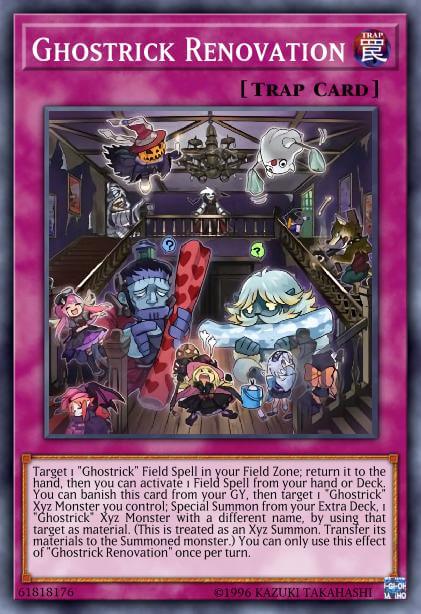 GHOSTRICK RENOVATION
TRAP
罠
[TRAP CARD]
?
?
Target 1 "Ghostrick" Field Spell in your Field Zone; return it to the
hand, then you can activate 1 Field Spell from your hand or Deck.
You can banish this card from your GY, then target 1 "Ghostrick"
Xyz Monster you control; Special Summon from your Extra Deck, 1
"Ghostrick" Xyz Monster with a different name, by using that
target as material. (This is treated as an Xyz Summon. Transfer its
materials to the Summoned monster.) You can only use this effect
of "Ghostrick Renovation" once per turn.
61818176
©1996 KAZUKI TAKAHASHI